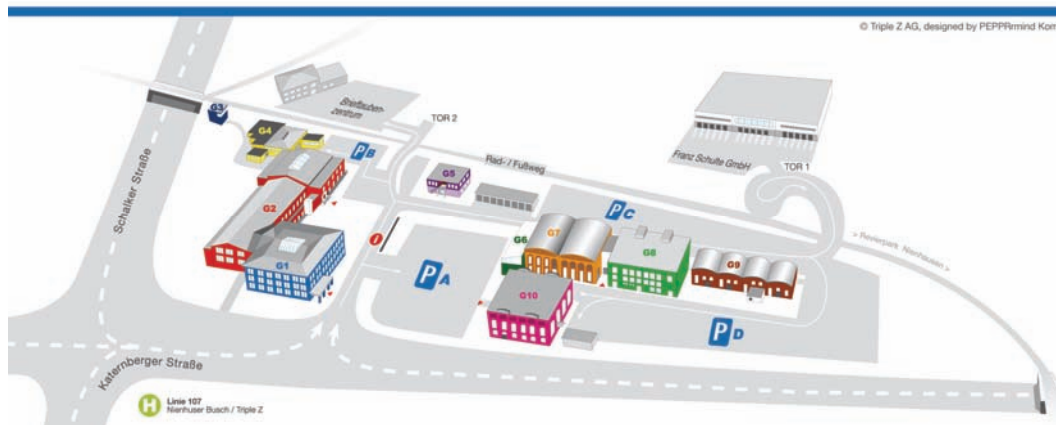 © Triple Z AG, designed by PEPPRmind Kom
G3
Brieftauben-
zentrum
TOR 2
G4
P B
Rad- / Fußweg
Franz Schulte GmbH
TOR 1
G5
Schalker Straße
G2
P C
> Revierpark Nienhausen >
G1
G6
G7
G8
G9
P A
G10
P D
Katernberger Straße
H
Linie 107
Nienhuser Busch / Triple Z